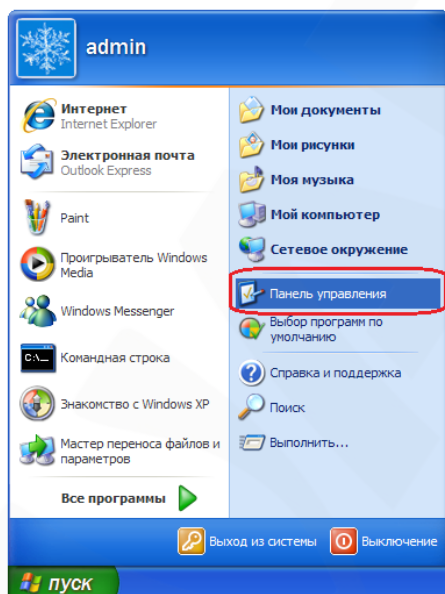 admin
Интернет
Internet Explorer
Электронная почта
Outlook Express
Paint
Проигрыватель Windows
Media
Windows Messenger
C:\_
Командная строка
Знакомство с Windows XP
Мастер переноса файлов и
параметров
Все программы
Мои документы
Мои рисунки
Моя музыка
Мой компьютер
Сетевое окружение
Панель управления
Выбор программ по
умолчанию
Справка и поддержка
Поиск
Выполнить...
Выход из системы
Выключение
пуск